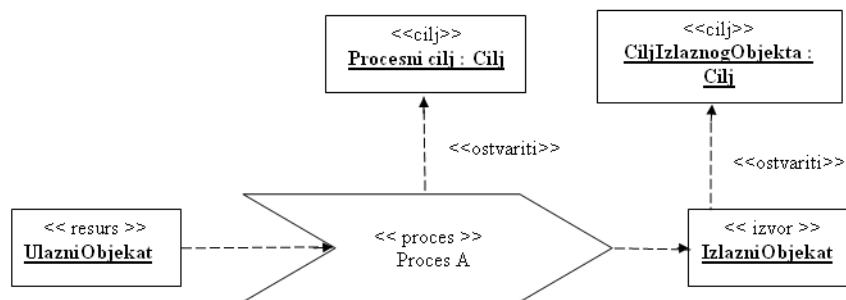 <<cilj>>
Procesni cilj : Cilj
<<cilj>>
CiljIzlaznogObjekta :
Cilj
<<ostvariti>>
<<ostvariti>>
<< resurs >>
UlazniObjekat
<< proces >>
Proces A
<< izvor >>
IzlazniObjekat